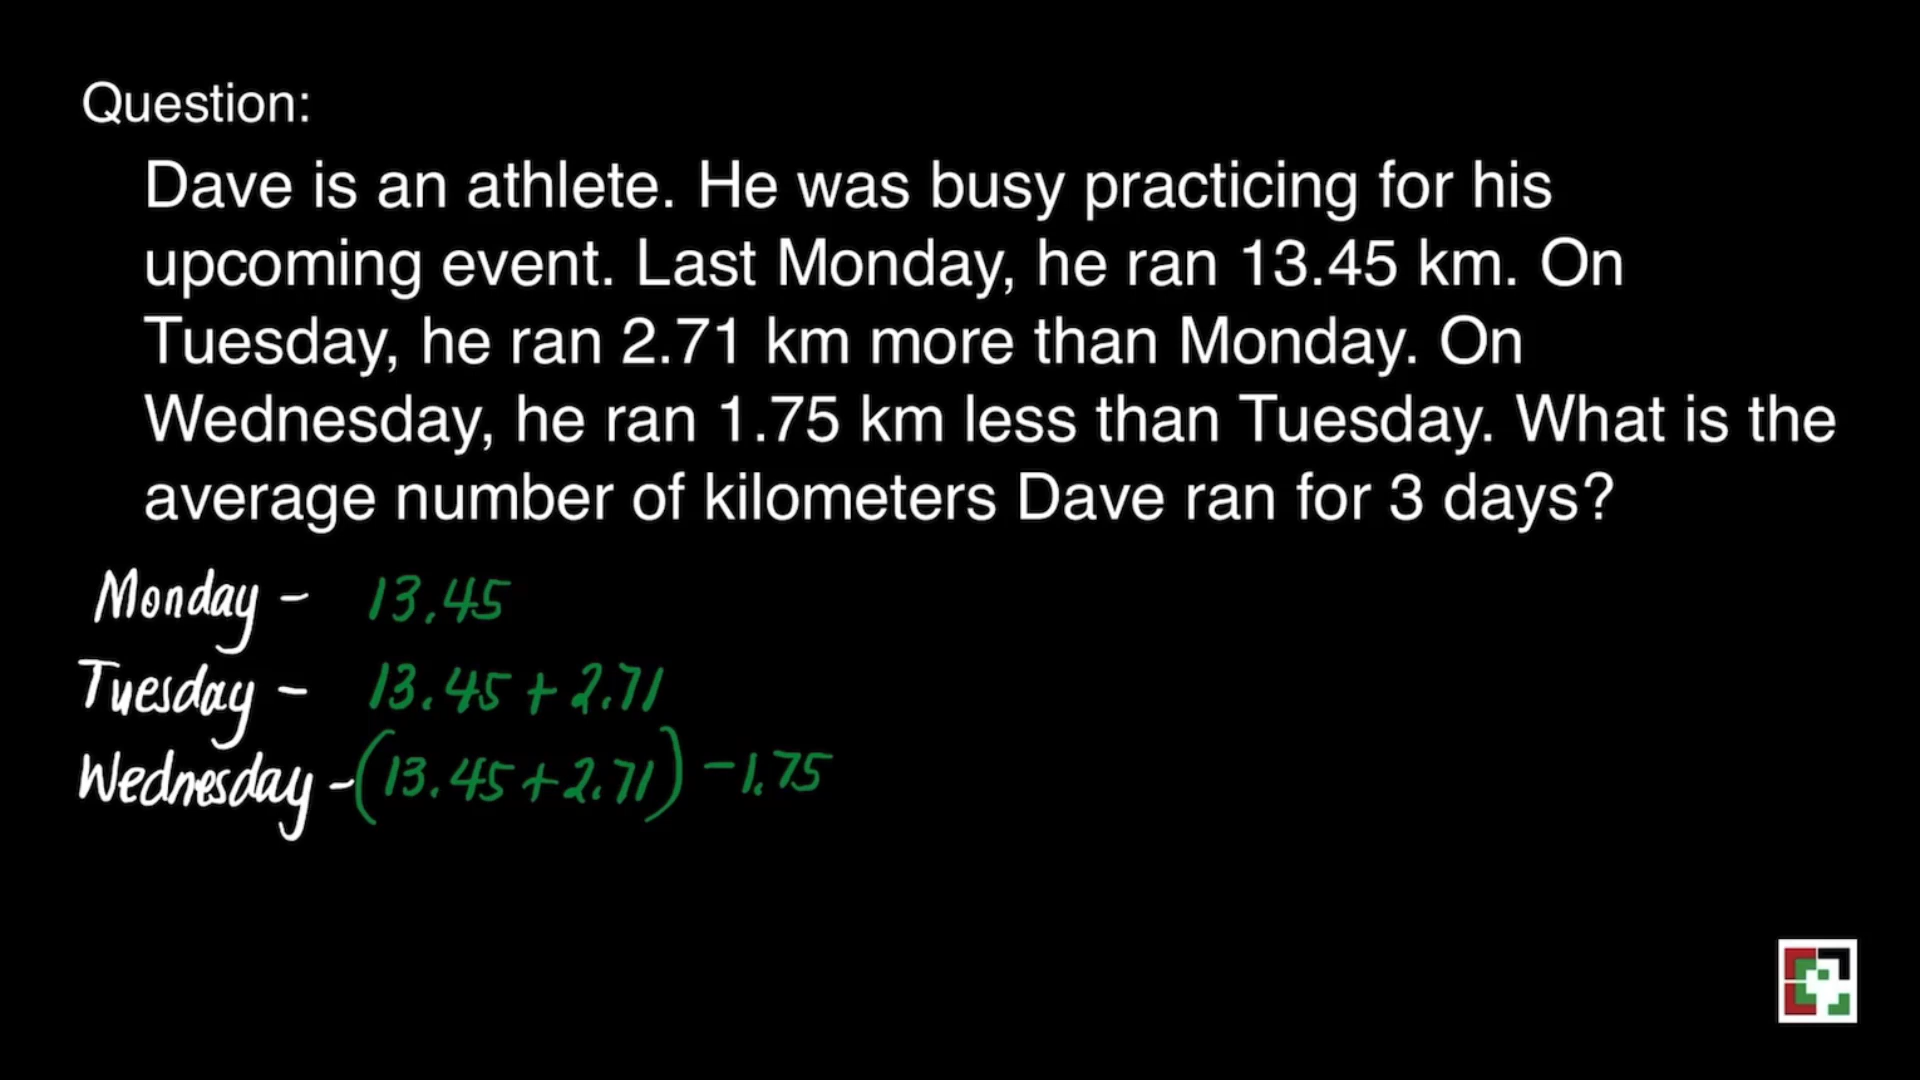 Question:
Dave is an athlete. He was busy practicing for his
upcoming event. Last Monday, he ran 13.45 km. On
Tuesday, he ran 2.71 km more than Monday. On
Wednesday, he ran 1.75 km less than Tuesday. What is the
average number of kilometers Dave ran for 3 days?
Monday - 13.45
Tuesday - 13.45 + 2.71
Wednesday - (13.45 + 2.71) - 1.75